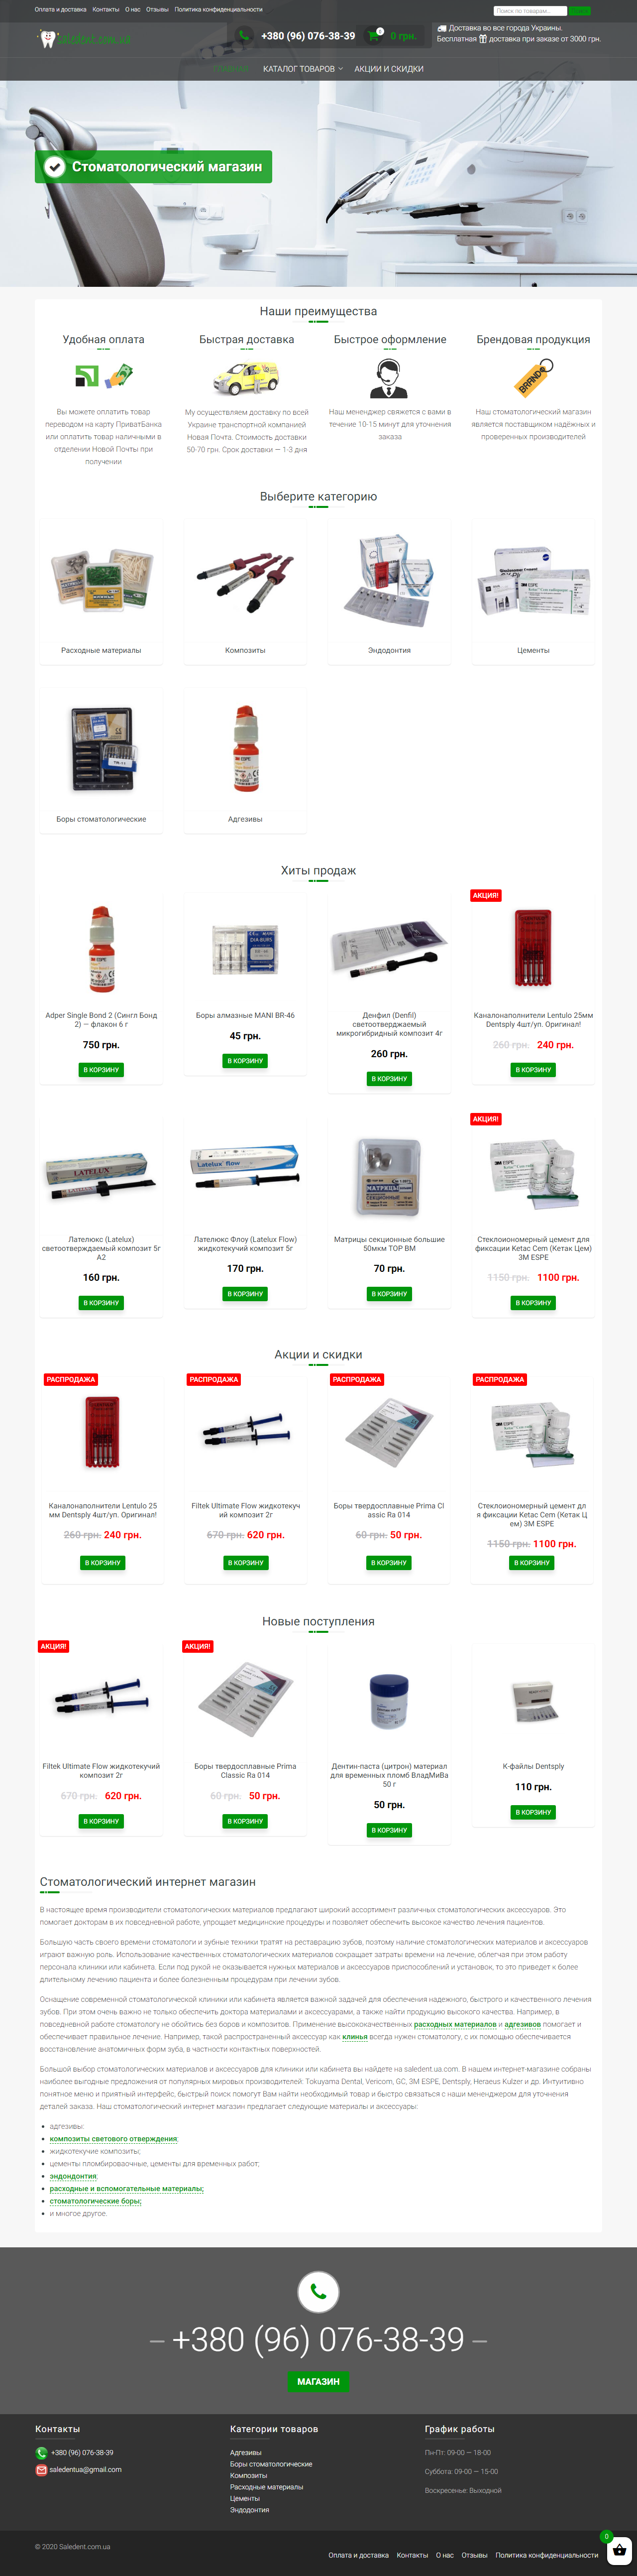 Оплата и доставка Контакты О нас Отзывы Политика конфиденциальности
Поиск по товарам...
Saledent.com.ua
+380 (96) 076-38-39
0
0 грн.
Доставка во все города Украины.
Бесплатная доставка при заказе от 3000 грн.
ГЛАВНАЯ КАТАЛОГ ТОВАРОВ АКЦИИ И СКИДКИ
Стоматологический магазин
Наши преимущества
Удобная оплата
Вы можете оплатить товар
переводом на карту ПриватБанка
или оплатить товар наличными в
отделении Новой Почты при
получении
Быстрая доставка
Му осуществляем доставку по всей
Украине транспортной компанией
Новая Почта. Стоимость доставки
50-70 грн. Срок доставки — 1-3 дня
Быстрое оформление
Наш мененджер свяжется с вами в
течение 10-15 минут для уточнения
заказа
Брендовая продукция
BRAND
Наш стоматологический магазин
является поставщиком надёжных и
проверенных производителей
Выберите категорию
Расходные материалы
Композиты
Эндодонтия
Цементы
Боры стоматологические
Адгезивы
Хиты продаж
Adper Single Bond 2 (Сингл Бонд
2) — флакон 6 г
750 грн.
В КОРЗИНУ
Боры алмазные MANI BR-46
45 грн.
В КОРЗИНУ
Денфил (Denfil)
светоотверждаемый
микрогибридный композит 4г
260 грн.
В КОРЗИНУ
АКЦИЯ!
Каналонаполнители Lentulo 25мм
Dentsply 4шт/уп. Оригинал!
260 грн. 240 грн.
В КОРЗИНУ
LATELUX
Лателюкс (Latelux)
светоотверждаемый композит 5г
А2
160 грн.
В КОРЗИНУ
Latelux flow
Лателюкс Флоу (Latelux Flow)
жидкотекучий композит 5г
170 грн.
В КОРЗИНУ
МАТРИЦЫ
СЕКЦИОННЫЕ
Матрицы секционные большие
50мкм TOP BM
70 грн.
В КОРЗИНУ
АКЦИЯ!
3M ESPE
Стеклоиономерный цемент для
фиксации Ketac Cem (Кетак Цем)
3M ESPE
1150 грн. 1100 грн.
В КОРЗИНУ
Акции и скидки
РАСПРОДАЖА
Каналонаполнители Lentulo 25
мм Dentsply 4шт/уп. Оригинал!
260 грн. 240 грн.
В КОРЗИНУ
РАСПРОДАЖА
Filtek Ultimate Flow жидкотекуч
ий композит 2г
670 грн. 620 грн.
В КОРЗИНУ
РАСПРОДАЖА
Боры твердосплавные Prima Cl
assic Ra 014
60 грн. 50 грн.
В КОРЗИНУ
РАСПРОДАЖА
Стеклоиономерный цемент дл
я фиксации Ketac Cem (Кетак Ц
ем) 3M ESPE
1150 грн. 1100 грн.
В КОРЗИНУ
Новые поступления
АКЦИЯ!
Filtek Ultimate Flow жидкотекучий
композит 2г
670 грн. 620 грн.
В КОРЗИНУ
АКЦИЯ!
Боры твердосплавные Prima
Classic Ra 014
60 грн. 50 грн.
В КОРЗИНУ
Дентин-паста (цитрон) материал
для временных пломб ВладМиВа
50 г
50 грн.
В КОРЗИНУ
К-файлы Dentsply
110 грн.
В КОРЗИНУ
Стоматологический интернет магазин
В настоящее время производители стоматологических материалов предлагают широкий ассортимент различных стоматологических аксессуаров. Это
помогает докторам в их повседневной работе, упрощает медицинские процедуры и позволяет обеспечить высокое качество лечения пациентов.
Большую часть своего времени стоматологи и зубные техники тратят на реставрацию зубов, поэтому наличие стоматологических материалов и аксессуаров
играют важную роль. Использование качественных стоматологических материалов сокращает затраты времени на лечение, облегчая при этом работу
персонала клиники или кабинета. Если под рукой не оказывается нужных материалов и аксессуаров приспособлений и установок, то это приведет к более
длительному лечению пациента и более болезненным процедурам при лечении зубов.
Оснащение современной стоматологической клиники или кабинета является важной задачей для обеспечения надежного, быстрого и качественного лечения
зубов. При этом очень важно не только обеспечить доктора материалами и аксессуарами, а также найти продукцию высокого качества. Например, в
повседневной работе стоматологу не обойтись без боров и композитов. Применение высококачественных расходных материалов и адгезивов помогает и
обеспечивает правильное лечение. Например, такой распространенный аксессуар как клинья всегда нужен стоматологу, с их помощью обеспечивается
восстановление анатомичных форм зуба, в частности контактных поверхностей.
Большой выбор стоматологических материалов и аксессуаров для клиники или кабинета вы найдете на saledent.ua.com. В нашем интернет-магазине собраны
наиболее выгодные предложения от популярных мировых производителей: Tokuyama Dental, Vericom, GC, 3M ESPE, Dentsply, Heraeus Kulzer и др. Интуитивно
понятное меню и приятный интерфейс, быстрый поиск помогут Вам найти необходимый товар и быстро связаться с наши менеджером для уточнения
деталей заказа. Наш стоматологический интернет магазин предлагает следующие материалы и аксессуары:
адгезивы:
композиты светового отверждения;
жидкотекучие композиты;
цементы пломбироваочные, цементы для временных работ;
эндондонтия;
расходные и вспомогательные материалы;
стоматологические боры;
и многое другое.
+380 (96) 076-38-39
МАГАЗИН
Контакты
+380 (96) 076-38-39
saledentua@gmail.com
Категории товаров
Адгезивы
Боры стоматологические
Композиты
Расходные материалы
Цементы
Эндодонтия
График работы
Пн-Пт: 09-00 — 18-00
Суббота: 09-00 — 15-00
Воскресенье: Выходной
© 2020 Saledent.com.ua
Оплата и доставка Контакты О нас Отзывы Политика конфиденциальности
0